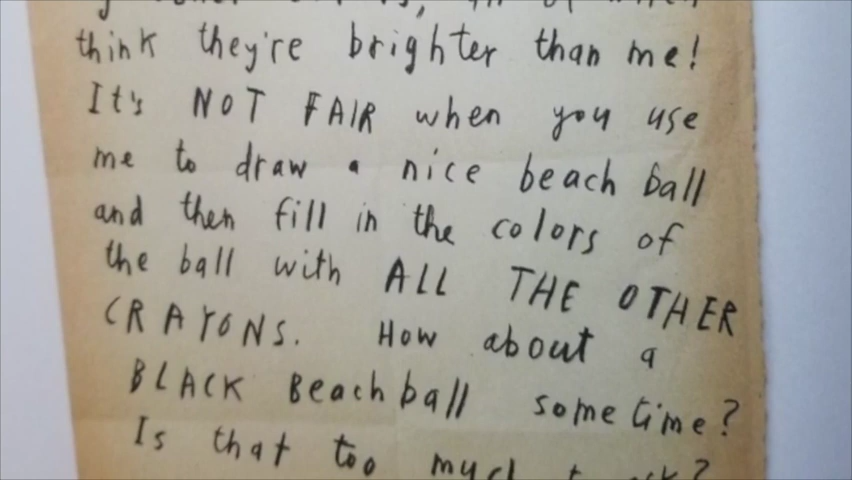 think they're brighter than me!
It's NOT FAIR when you use
me to draw a nice beach ball
and then fill in the colors of
the ball with ALL THE OTHER
CRAYONS. How about a
BLACK Beach ball sometime?
Is that too